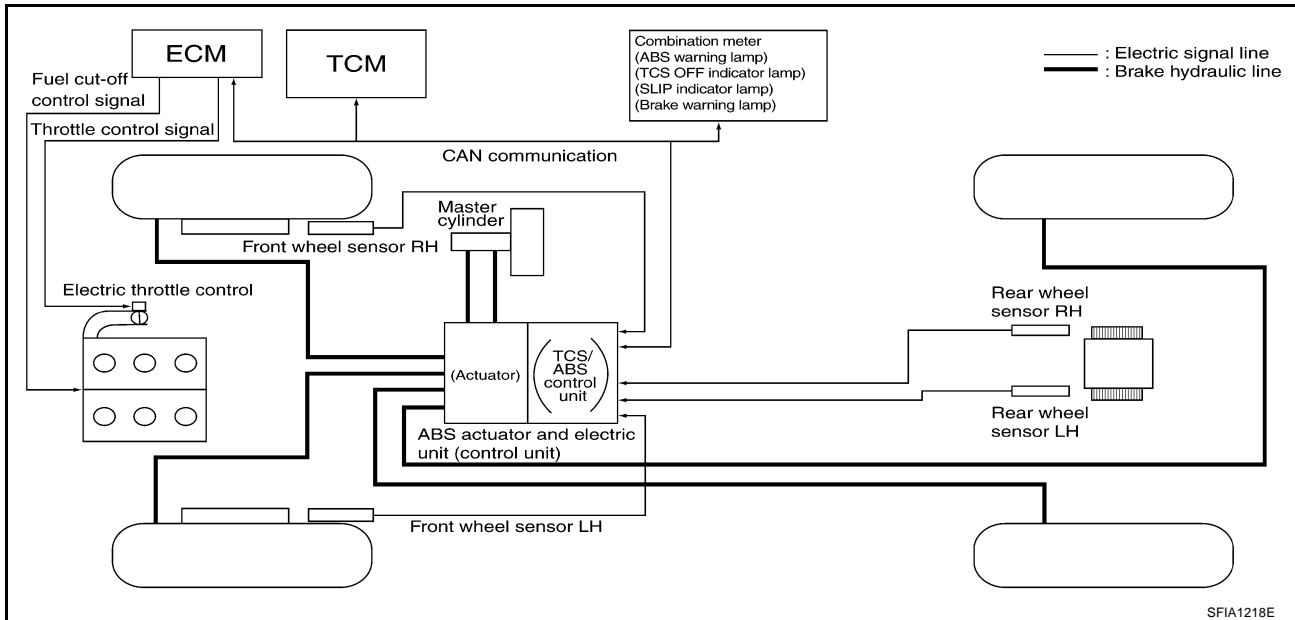 ECM
TCM
Combination meter
(ABS warning lamp)
(TCS OFF indicator lamp)
(SLIP indicator lamp)
(Brake warning lamp)
: Electric signal line
: Brake hydraulic line
Fuel cut-off
control signal
Throttle control signal
CAN communication
Master
cylinder
Front wheel sensor RH
Electric throttle control
Rear wheel
sensor RH
(Actuator)
TCS/
ABS
control
unit
Rear wheel
sensor LH
ABS actuator and electric
unit (control unit)
Front wheel sensor LH
SFIA1218E